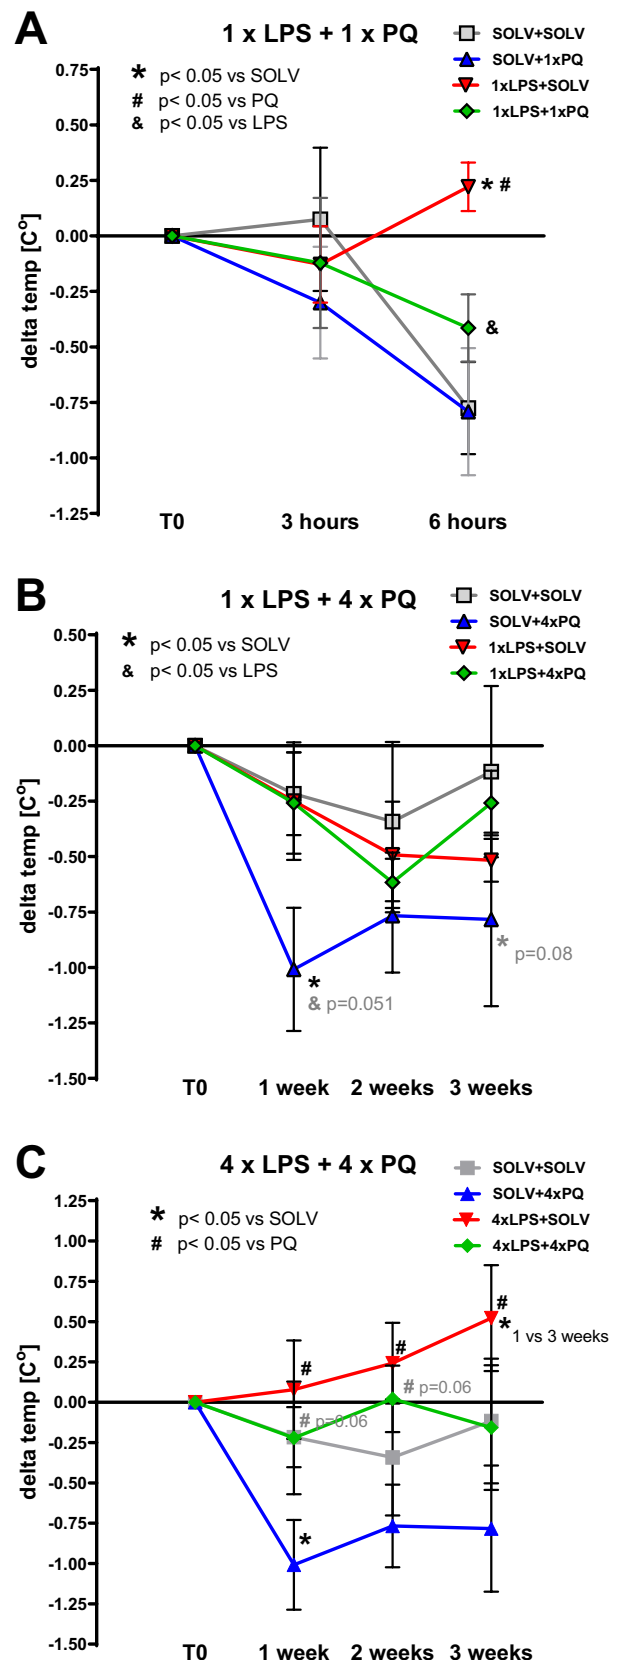 A
1 x LPS + 1 x PQ
SOLV+SOLV
SOLV+1xPQ
1xLPS+SOLV
1xLPS+1xPQ
* p< 0.05 vs SOLV
# p< 0.05 vs PQ
& p< 0.05 vs LPS
delta temp [C°]
0.75
0.50
0.25
0.00
-0.25
-0.50
-0.75
-1.00
-1.25
* #
&
T0 3 hours 6 hours
B
1 x LPS + 4 x PQ
SOLV+SOLV
SOLV+4xPQ
1xLPS+SOLV
1xLPS+4xPQ
* p< 0.05 vs SOLV
& p< 0.05 vs LPS
delta temp [C°]
0.50
0.25
0.00
-0.25
-0.50
-0.75
-1.00
-1.25
-1.50
* p=0.08
*
& p=0.051
T0 1 week 2 weeks 3 weeks
C
4 x LPS + 4 x PQ
SOLV+SOLV
SOLV+4xPQ
4xLPS+SOLV
4xLPS+4xPQ
* p< 0.05 vs SOLV
# p< 0.05 vs PQ
delta temp [C°]
1.25
1.00
0.75
0.50
0.25
0.00
-0.25
-0.50
-0.75
-1.00
-1.25
-1.50
#
* 1 vs 3 weeks
#
#
# p=0.06
# p=0.06
*
T0 1 week 2 weeks 3 weeks